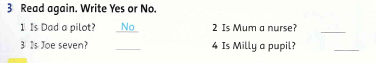 3 Read again. Write Yes or No.
1 Is Dad a pilot? No
2 Is Mum a nurse?
3 Is Joe seven?
4 Is Milly a pupil?